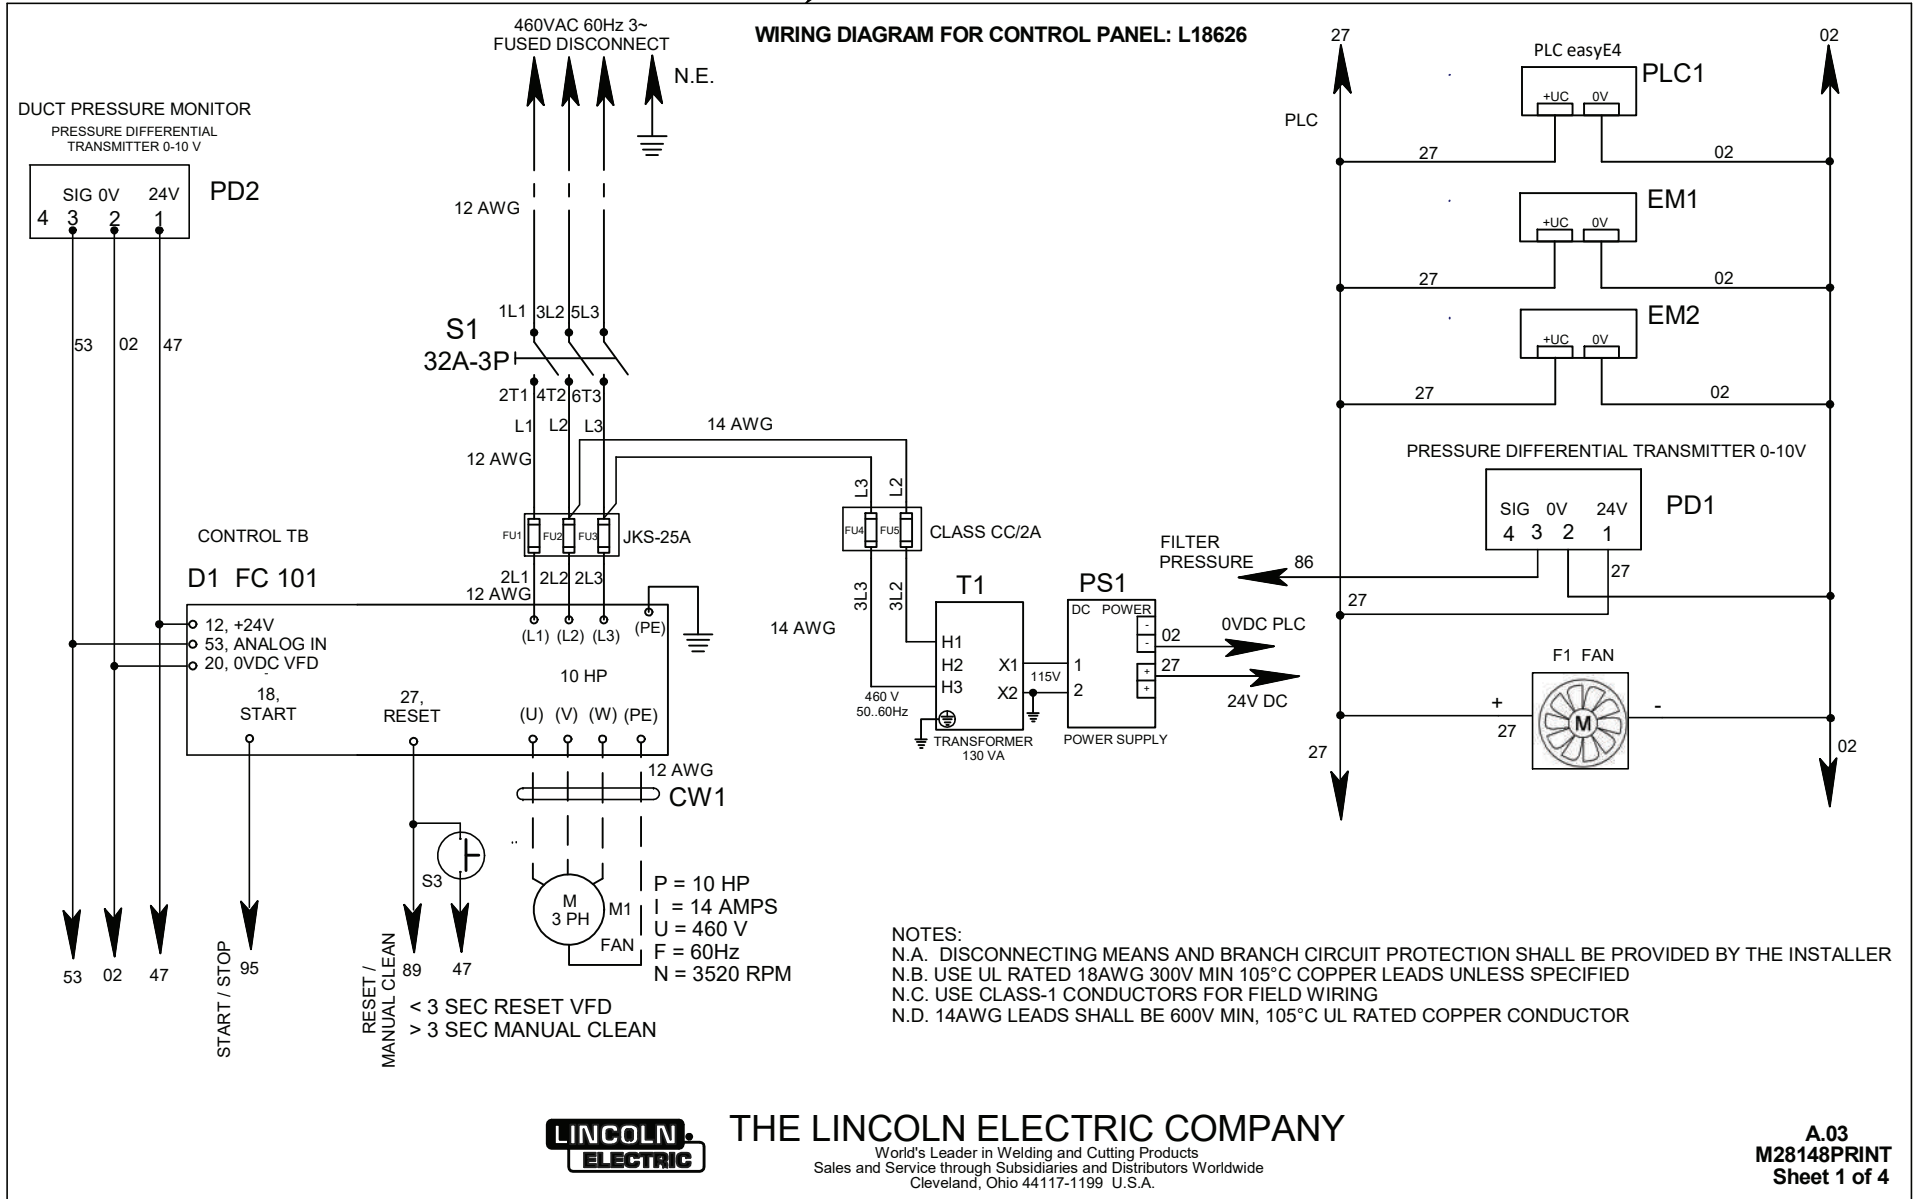 WIRING DIAGRAM FOR CONTROL PANEL: L18626
460VAC 60Hz 3~
FUSED DISCONNECT
N.E.
DUCT PRESSURE MONITOR
PRESSURE DIFFERENTIAL
TRANSMITTER 0-10 V
SIG 0V 24V
4 3 2 1
PD2
53 02 47
12 AWG
1L1 3L2 5L3
S1
32A-3P
2T1 4T2 6T3
L1 L2 L3
12 AWG
14 AWG
L3 L2
FU1 FU2 FU3
JKS-25A
FU4 FU5
CLASS CC/2A
2L1 2L2 2L3
12 AWG
3L3 3L2
14 AWG
CONTROL TB
D1 FC 101
12, +24V
53, ANALOG IN
20, 0VDC VFD
18,
START
27,
RESET
(L1) (L2) (L3) (PE)
10 HP
(U) (V) (W) (PE)
12 AWG
CW1
S3
M
3 PH
M1
FAN
P = 10 HP
I = 14 AMPS
U = 460 V
F = 60Hz
N = 3520 RPM
53 02 47
START / STOP
95
RESET /
MANUAL CLEAN
89 47
< 3 SEC RESET VFD
> 3 SEC MANUAL CLEAN
T1
H1
H2
H3
X1
X2
460 V
50..60Hz
TRANSFORMER
130 VA
115V
PS1
DC POWER
1
2
-
-
+
+
POWER SUPPLY
02
0VDC PLC
27
24V DC
27 02
PLC
PLC easyE4
PLC1
+UC 0V
27 02
EM1
+UC 0V
27 02
EM2
+UC 0V
27 02
PRESSURE DIFFERENTIAL TRANSMITTER 0-10V
SIG 0V 24V
4 3 2 1
PD1
FILTER
PRESSURE
86
27
27
F1 FAN
+ -
27
M
27 02
NOTES:
N.A. DISCONNECTING MEANS AND BRANCH CIRCUIT PROTECTION SHALL BE PROVIDED BY THE INSTALLER
N.B. USE UL RATED 18AWG 300V MIN 105°C COPPER LEADS UNLESS SPECIFIED
N.C. USE CLASS-1 CONDUCTORS FOR FIELD WIRING
N.D. 14AWG LEADS SHALL BE 600V MIN, 105°C UL RATED COPPER CONDUCTOR
LINCOLN
ELECTRIC
THE LINCOLN ELECTRIC COMPANY
World's Leader in Welding and Cutting Products
Sales and Service through Subsidiaries and Distributors Worldwide
Cleveland, Ohio 44117-1199 U.S.A.
A.03
M28148PRINT
Sheet 1 of 4